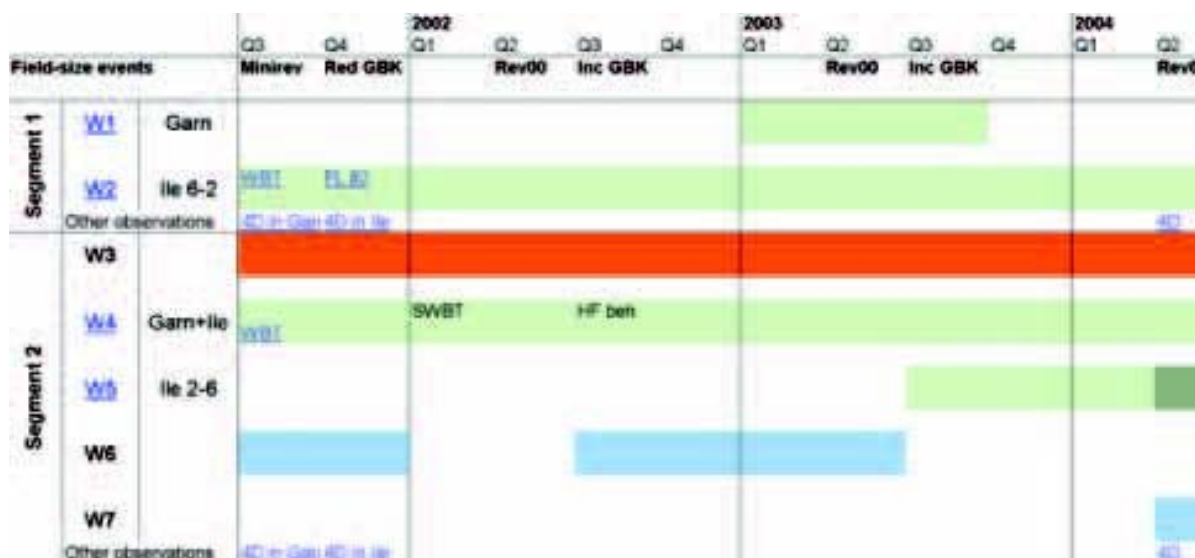 2002 2003 2004
Q3 Q4 Q1 Q2 Q3 Q4 Q1 Q2 Q3 Q4 Q1 Q2
Field-size events Minirev Red GBK Rev00 Inc GBK Rev00 Inc GBK
Segment 1
W1 Garn
W2 Ile 6-2 WBT
Other observations 4D in Garn 4D in Ile 4D
Segment 2
W3
W4 Garn+Ile WBT SWBT HF ben
W5 Ile 2-6
W6
W7
Other observations 4D in Garn 4D in Ile 4D